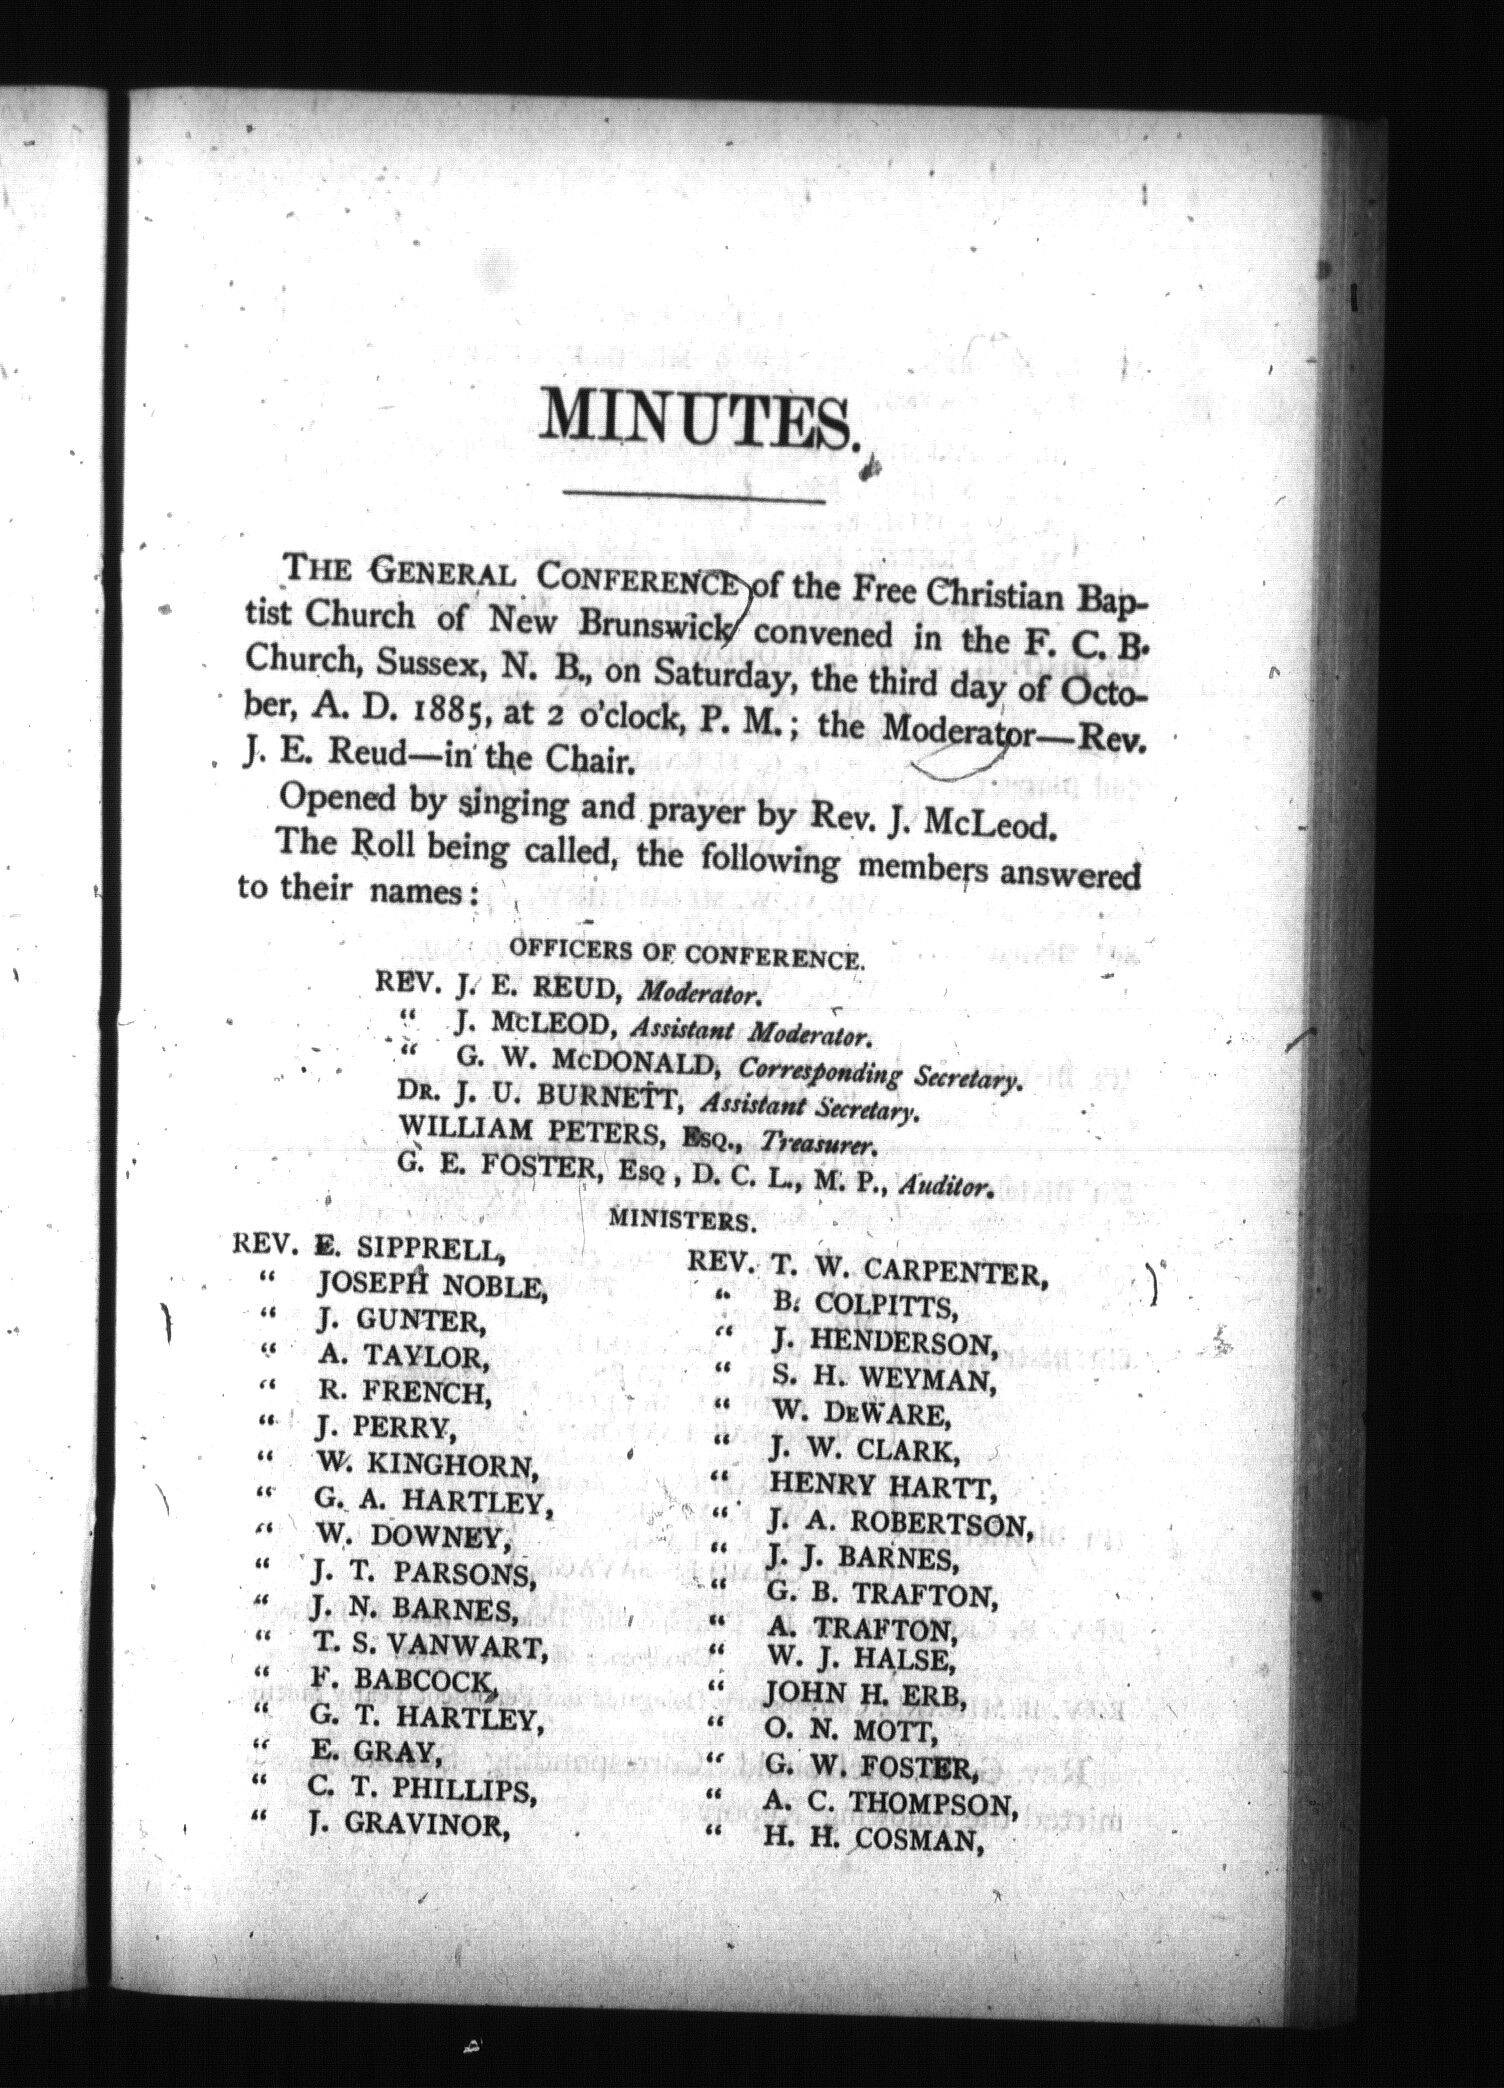 MINUTES.
THE GENERAL CONFERENCE of the Free Christian Bap-
tist Church of New Brunswick convened in the F. C. B.
Church, Sussex, N. B., on Saturday, the third day of Octo-
ber, A. D. 1885, at 2 o'clock, P. M.; the Moderator—Rev.
J. E. Reud—in the Chair.
Opened by singing and prayer by Rev. J. McLeod.
The Roll being called, the following members answered
to their names:
OFFICERS OF CONFERENCE.
REV. J. E. REUD, Moderator.
“ J. McLEOD, Assistant Moderator.
“ G. W. McDONALD, Corresponding Secretary.
DR. J. U. BURNETT, Assistant Secretary.
WILLIAM PETERS, ESQ., Treasurer.
G. E. FOSTER, ESQ , D. C. L., M. P., Auditor.
MINISTERS.
REV. E. SIPPRELL,
“ JOSEPH NOBLE,
“ J. GUNTER,
“ A. TAYLOR,
“ R. FRENCH,
“ J. PERRY,
“ W. KINGHORN,
“ G. A. HARTLEY,
“ W. DOWNEY,
“ J. T. PARSONS,
“ J. N. BARNES,
“ T. S. VANWART,
“ F. BABCOCK,
“ G. T. HARTLEY,
“ E. GRAY,
“ C. T. PHILLIPS,
“ J. GRAVINOR,
REV. T. W. CARPENTER,
“ B. COLPITTS,
“ J. HENDERSON,
“ S. H. WEYMAN,
“ W. DEWARE,
“ J. W. CLARK,
“ HENRY HARTT,
“ J. A. ROBERTSON,
“ J. J. BARNES,
“ G. B. TRAFTON,
“ A. TRAFTON,
“ W. J. HALSE,
“ JOHN H. ERB,
“ O. N. MOTT,
“ G. W. FOSTER,
“ A. C. THOMPSON,
“ H. H. COSMAN,